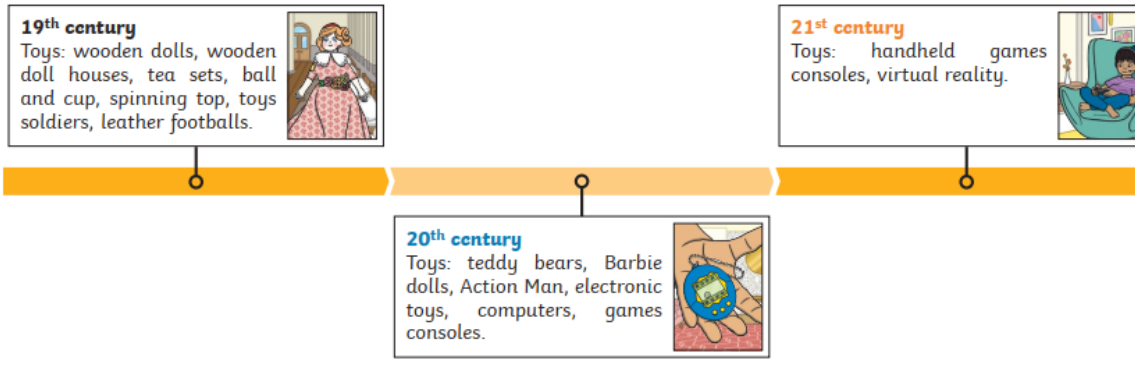 19th century
Toys: wooden dolls, wooden
doll houses, tea sets, ball
and cup, spinning top, toys
soldiers, leather footballs.
20th century
Toys: teddy bears, Barbie
dolls, Action Man, electronic
toys, computers, games
consoles.
21st century
Toys: handheld games
consoles, virtual reality.